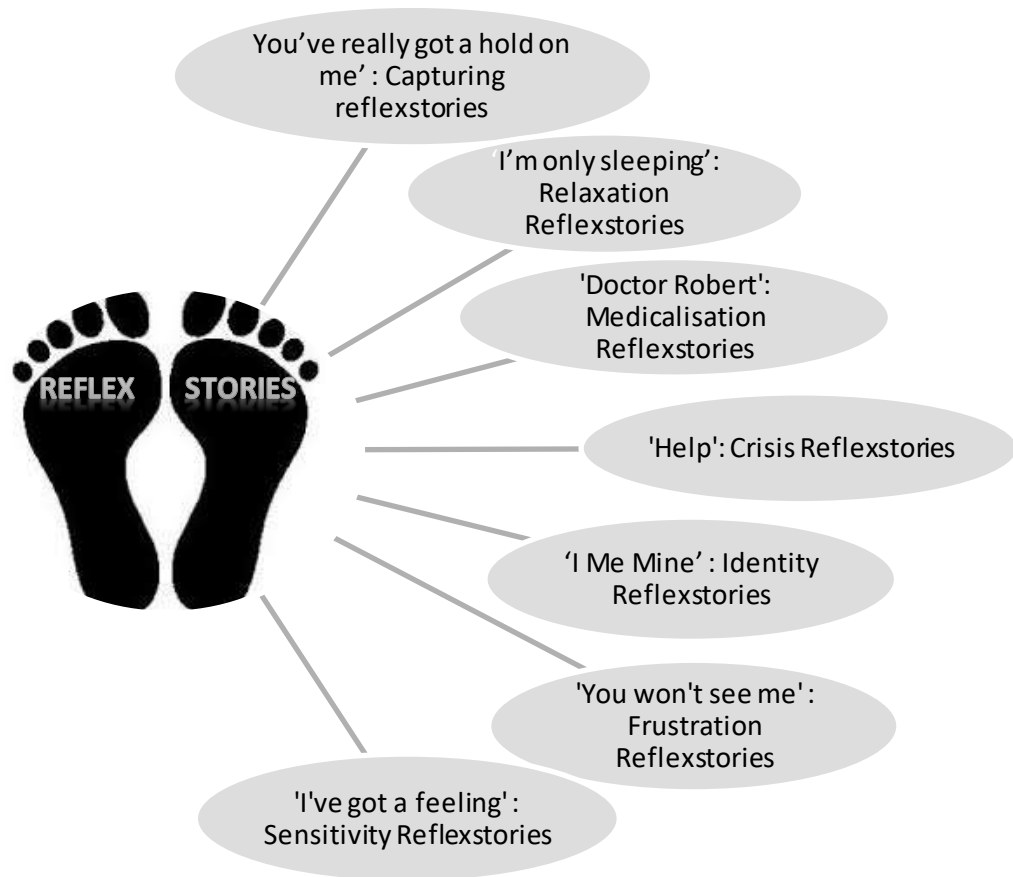 You’ve really got a hold on
me’ : Capturing
reflexstories
‘I’m only sleeping’:
Relaxation
Reflexstories
'Doctor Robert':
Medicalisation
Reflexstories
REFLEX STORIES
'Help': Crisis Reflexstories
‘I Me Mine’ : Identity
Reflexstories
'You won't see me' :
Frustration
Reflexstories
'I've got a feeling' :
Sensitivity Reflexstories